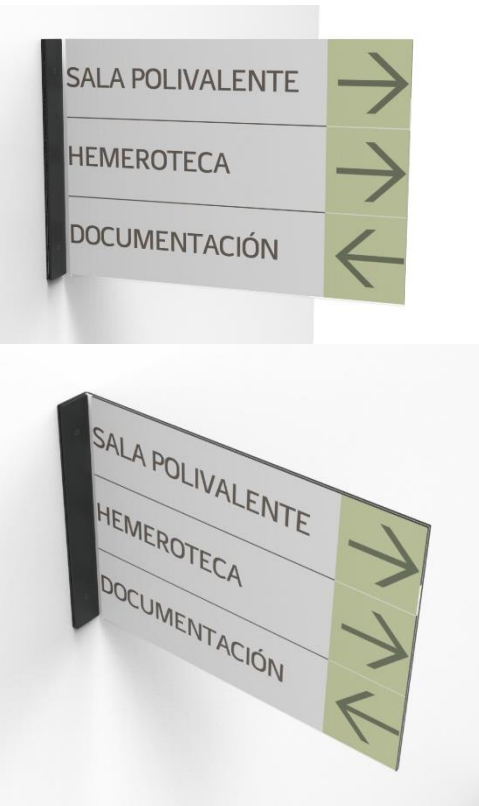 SALA POLIVALENTE
HEMEROTECA
DOCUMENTACIÓN
SALA POLIVALENTE
HEMEROTECA
DOCUMENTACIÓN